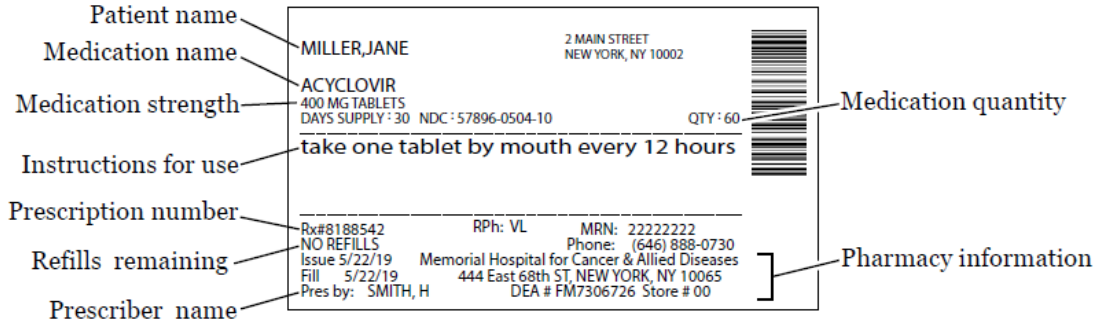 Patient name
Medication name
Medication strength
Instructions for use
Prescription number
Refills remaining
Prescriber name
MILLER,JANE
2 MAIN STREET
NEW YORK, NY 10002
ACYCLOVIR
400 MG TABLETS
DAYS SUPPLY : 30 NDC : 57896-0504-10 QTY : 60
take one tablet by mouth every 12 hours
Rx#8188542 RPh: VL MRN: 22222222
NO REFILLS Phone: (646) 888-0730
Issue 5/22/19 Memorial Hospital for Cancer & Allied Diseases
Fill 5/22/19 444 East 68th ST, NEW YORK, NY 10065
Pres by: SMITH, H DEA # FM7306726 Store # 00
Medication quantity
Pharmacy information